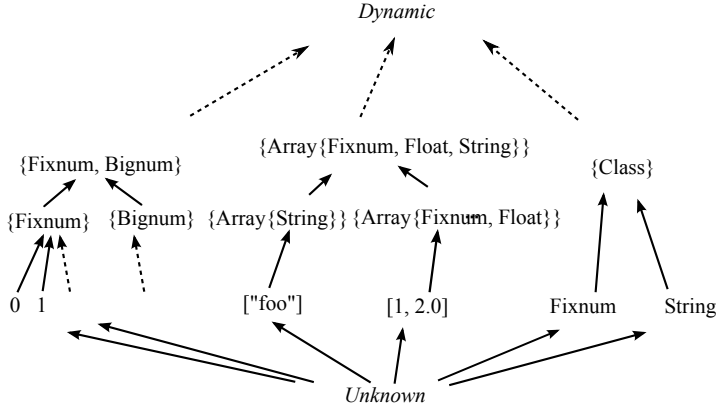 Dynamic
{Array{Fixnum, Float, String}}
{Fixnum, Bignum}
{Class}
{Fixnum} {Bignum} {Array{String}} {Array{Fixnum, Float}}
0 1 ["foo"] [1, 2.0] Fixnum String
Unknown